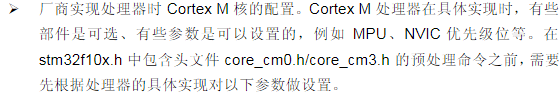 ➢ 厂商实现处理器时 Cortex M 核的配置。Cortex M 处理器在具体实现时,有些
部件是可选、有些参数是可以设置的,例如 MPU、NVIC 优先级位等。在
stm32f10x.h 中包含头文件 core_cm0.h/core_cm3.h 的预处理命令之前,需要
先根据处理器的具体实现对以下参数做设置。